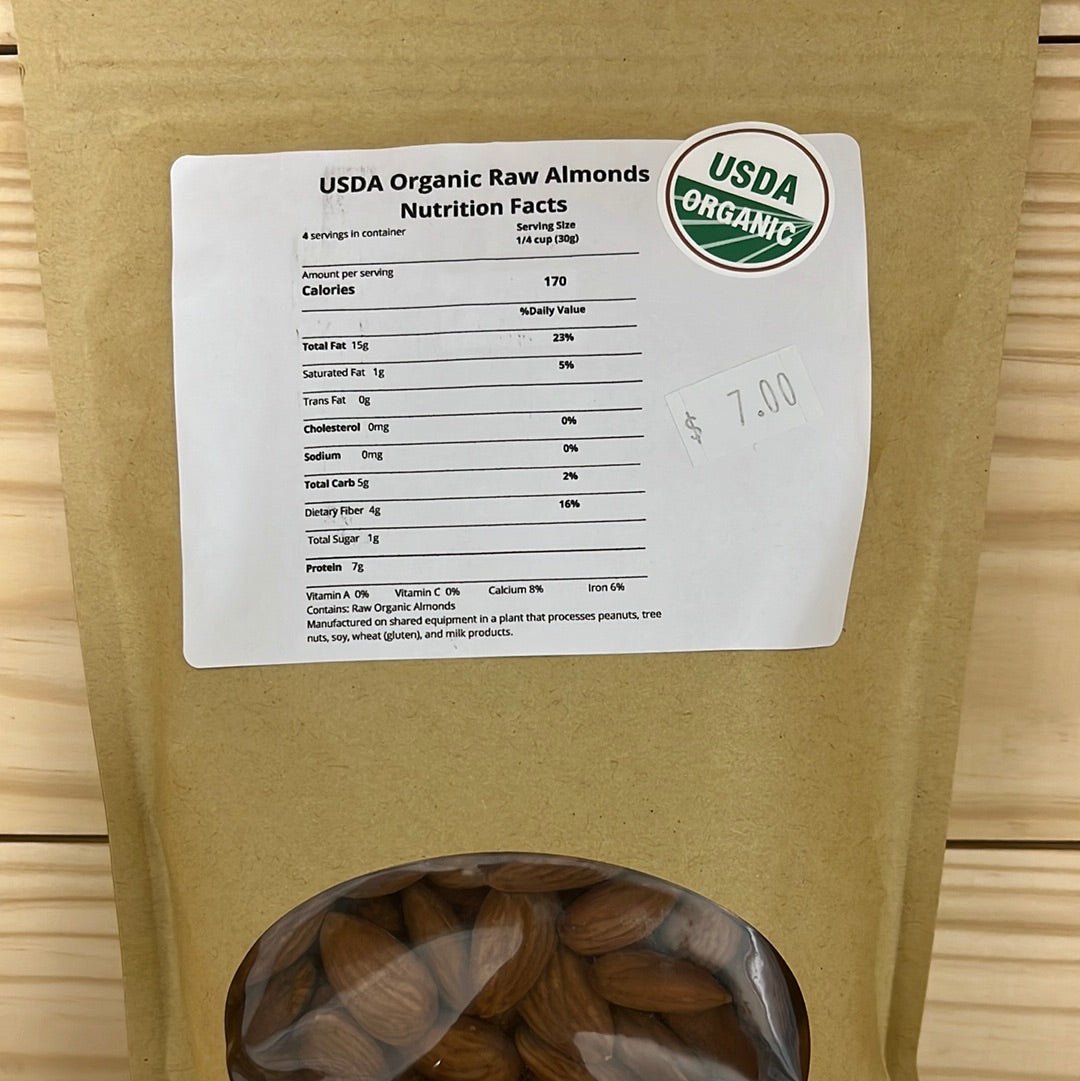 USDA Organic Raw Almonds
Nutrition Facts
4 servings in container
Serving Size
1/4 cup (30g)
Amount per serving
Calories 170
%Daily Value
Total Fat 15g 23%
Saturated Fat 1g 5%
Trans Fat 0g
Cholesterol 0mg 0%
Sodium 0mg 0%
Total Carb 5g 2%
Dietary Fiber 4g 16%
Total Sugar 1g
Protein 7g
Vitamin A 0% Vitamin C 0% Calcium 8% Iron 6%
Contains: Raw Organic Almonds
Manufactured on shared equipment in a plant that processes peanuts, tree
nuts, soy, wheat (gluten), and milk products.
USDA
ORGANIC
$ 7.00